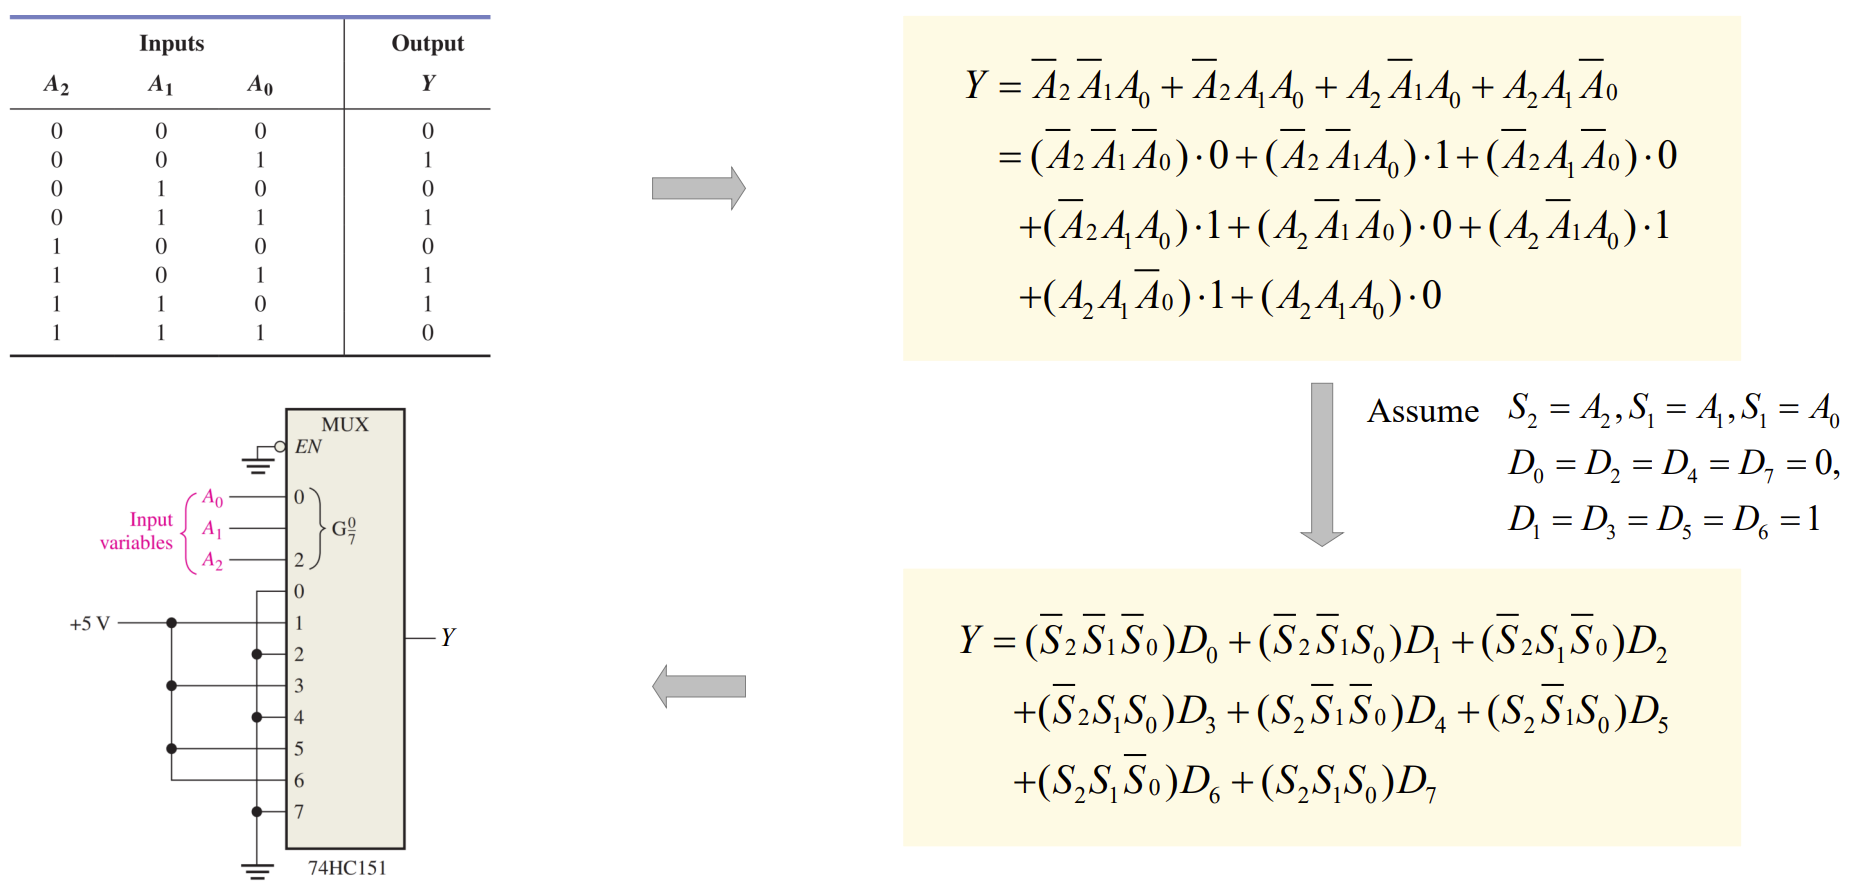 Inputs Output
A₂ A₁ A₀ Y
0 0 0 0
0 0 1 1
0 1 0 0
0 1 1 1
1 0 0 0
1 0 1 1
1 1 0 1
1 1 1 0
Y = A̅₂A̅₁A₀ + A̅₂A₁A₀ + A₂A̅₁A₀ + A₂A₁A̅₀
= (A̅₂A̅₁A̅₀)·0 + (A̅₂A̅₁A₀)·1 + (A̅₂A₁A̅₀)·0
+(A̅₂A₁A₀)·1 + (A₂A̅₁A̅₀)·0 + (A₂A̅₁A₀)·1
+(A₂A₁A̅₀)·1 + (A₂A₁A₀)·0
Assume S₂ = A₂, S₁ = A₁, S₁ = A₀
D₀ = D₂ = D₄ = D₇ = 0,
D₁ = D₃ = D₅ = D₆ = 1
Y = (S̅₂S̅₁S̅₀)D₀ + (S̅₂S̅₁S₀)D₁ + (S̅₂S₁S̅₀)D₂
+(S̅₂S₁S₀)D₃ + (S₂S̅₁S̅₀)D₄ + (S₂S̅₁S₀)D₅
+(S₂S₁S̅₀)D₆ + (S₂S₁S₀)D₇
MUX
EN
Input
variables
A₀ 0
A₁
A₂ 2
G 0/7
0
+5 V 1
2
3
4
5
6
7
Y
74HC151